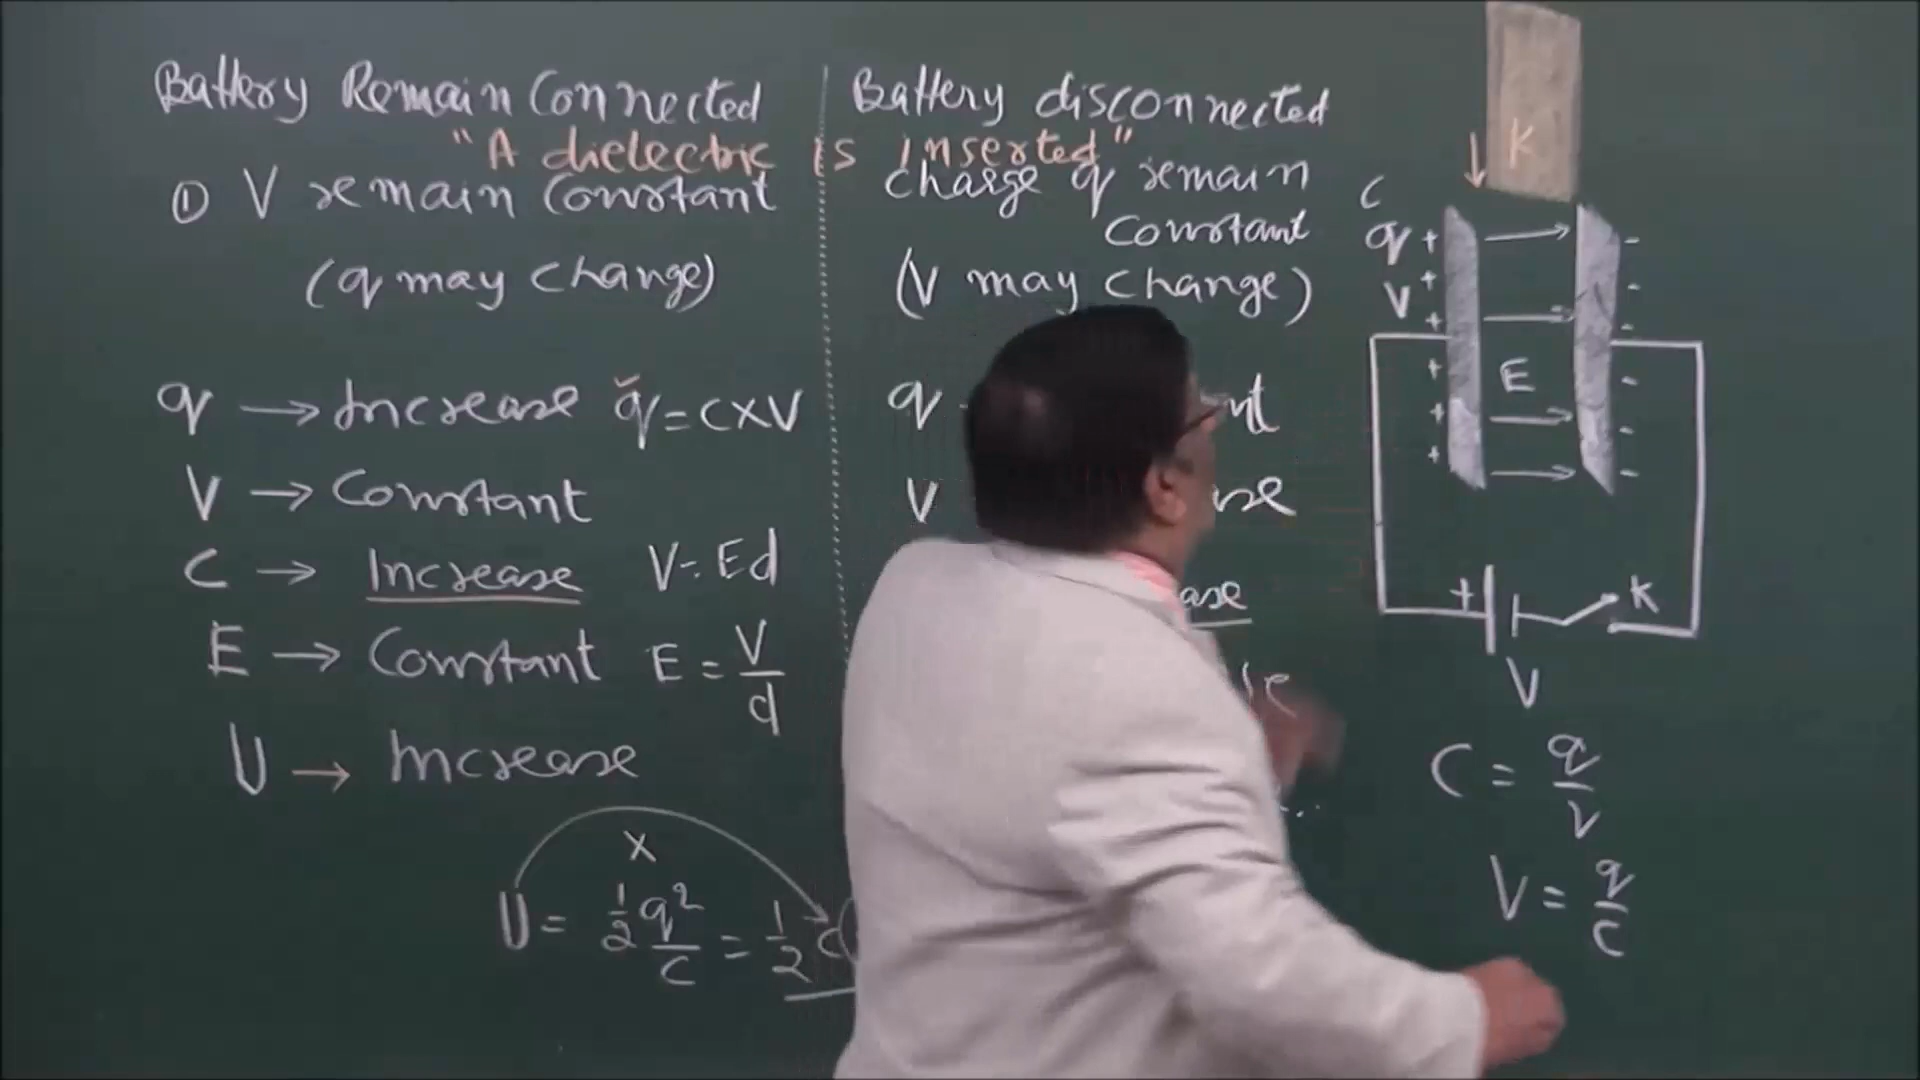 Battery Remain Connected
Battery disconnected
"A dielectric is inserted"
① V remain Constant
(q may change)
charge q remain
Constant
(V may change)
q → Increase q = C×V
V → Constant
C → Increase V = Ed
E → Constant E = V/d
U → Increase
x
U = 1/2 q²/C = 1/2 C
q
V
K
C
q +
V
+ + + + +
- - - - - -
E
+
K
V
C = q/V
V = q/C